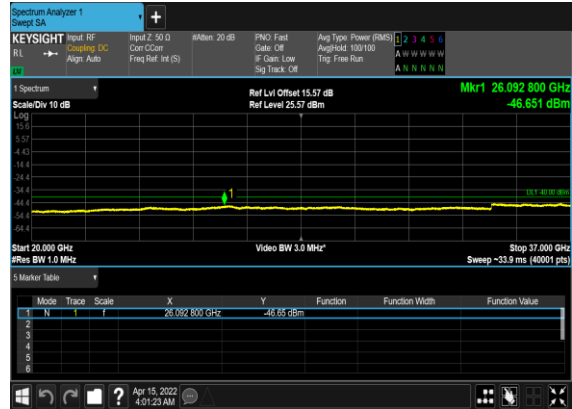 Spectrum Analyzer 1
Swept SA
+
KEYSIGHT Input: RF Input Z: 50 Ω #Atten: 20 dB PNO: Fast Avg Type: Power (RMS) 1 2 3 4 5 6
RL Coupling: DC Corr CCorr Gate: Off Avg|Hold: 100/100 A W W W W W
Align: Auto Freq Ref: Int (S) IF Gain: Low Trig: Free Run
Sig Track: Off A N N N N N
1 Spectrum Ref Lvl Offset 15.57 dB Mkr1 26.092 800 GHz
Scale/Div 10 dB Ref Level 25.57 dBm -46.651 dBm
Log
15.6
5.57
-4.43
-14.4
-24.4
-34.4 1 DL1 -40.00 dBm
-44.4
-54.4
-64.4
Start 20.000 GHz Video BW 3.0 MHz* Stop 37.000 GHz
#Res BW 1.0 MHz Sweep ~33.9 ms (40001 pts)
5 Marker Table
Mode Trace Scale X Y Function Function Width Function Value
1 N 1 f 26.092 800 GHz -46.65 dBm
2
3
4
5
6
? Apr 15, 2022
4:01:23 AM